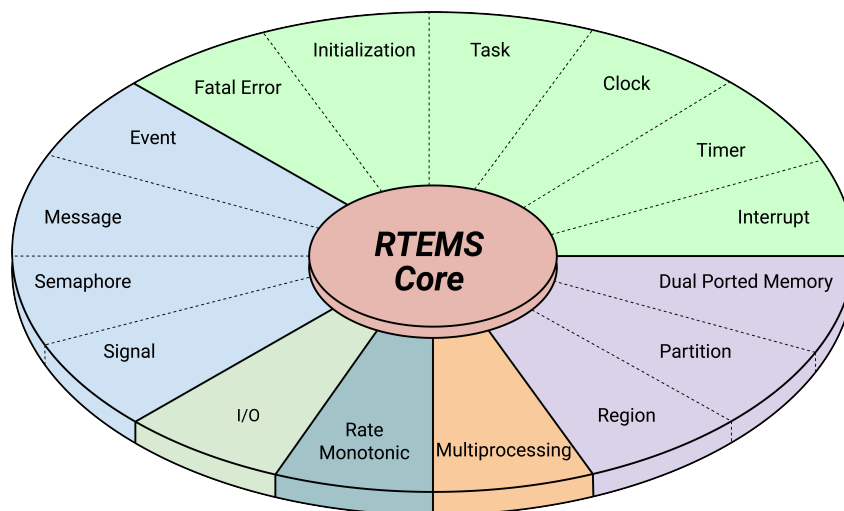 Initialization
Task
Fatal Error
Clock
Event
Timer
Message
Interrupt
RTEMS
Core
Semaphore
Dual Ported Memory
Signal
Partition
I/O
Region
Rate
Monotonic
Multiprocessing